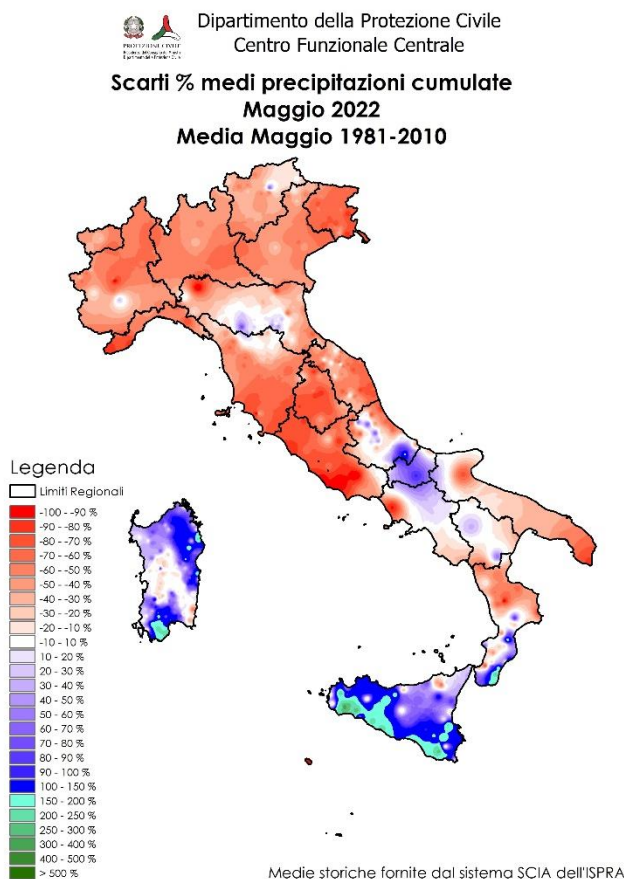 Dipartimento della Protezione Civile
Centro Funzionale Centrale
PROTEZIONE CIVILE
Scarti % medi precipitazioni cumulate
Maggio 2022
Media Maggio 1981-2010
Legenda
Limiti Regionali
-100 - -90 %
-90 - -80 %
-80 - -70 %
-70 - -60 %
-60 - -50 %
-50 - -40 %
-40 - -30 %
-30 - -20 %
-20 - -10 %
-10 - 10 %
10 - 20 %
20 - 30 %
30 - 40 %
40 - 50 %
50 - 60 %
60 - 70 %
70 - 80 %
80 - 90 %
90 - 100 %
100 - 150 %
150 - 200 %
200 - 250 %
250 - 300 %
300 - 400 %
400 - 500 %
> 500 %
Medie storiche fornite dal sistema SCIA dell'ISPRA